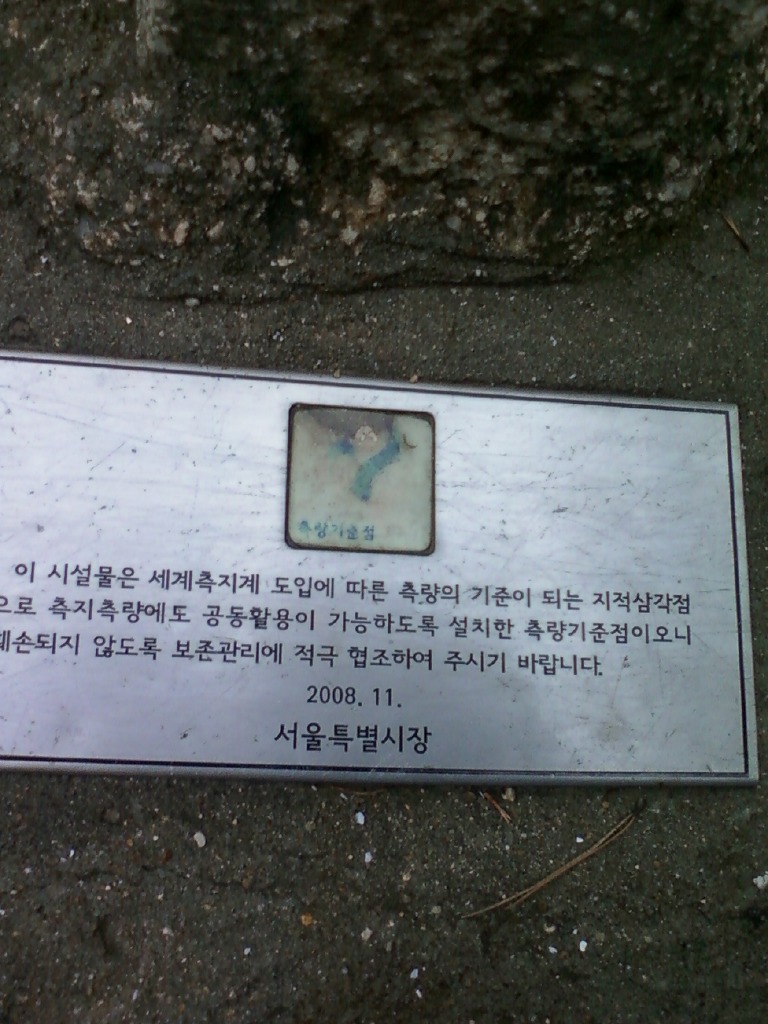 측량기준점
이 시설물은 세계측지계 도입에 따른 측량의 기준이 되는 지적삼각점
으로 측지측량에도 공동활용이 가능하도록 설치한 측량기준점이오니
훼손되지 않도록 보존관리에 적극 협조하여 주시기 바랍니다.
2008. 11.
서울특별시장